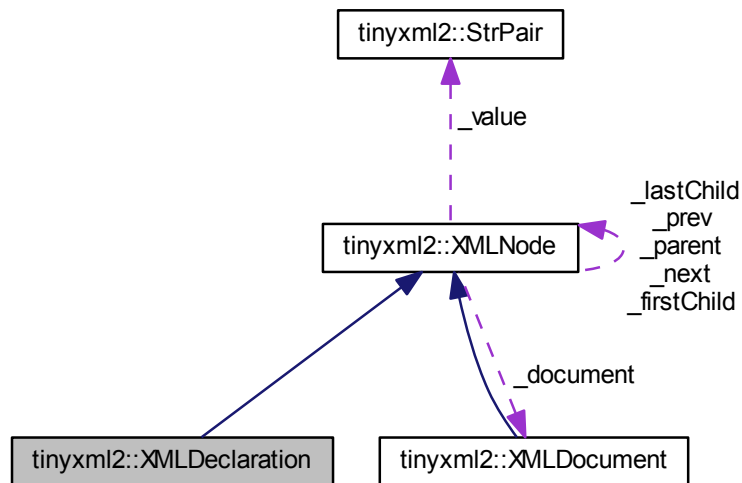 tinyxml2::StrPair
_value
_lastChild
_prev
_parent
_next
_firstChild
tinyxml2::XMLNode
_document
tinyxml2::XMLDeclaration
tinyxml2::XMLDocument